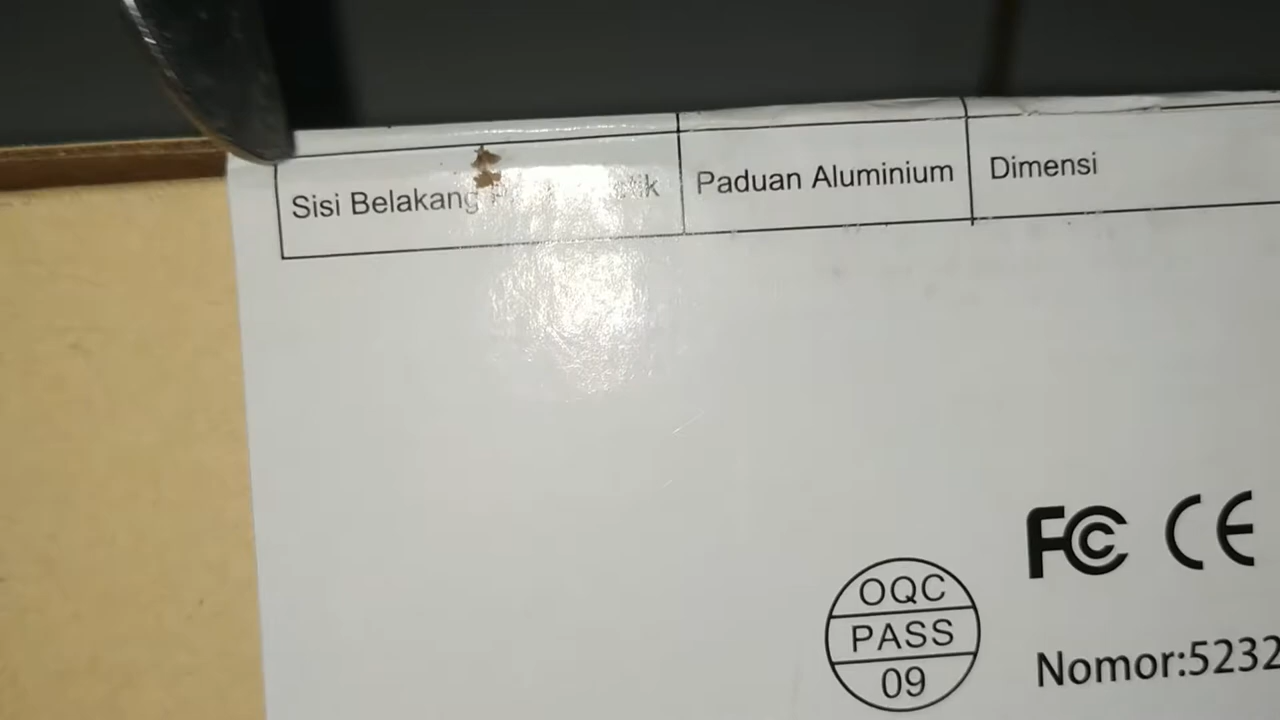 Sisi Belakang
Paduan Aluminium
Dimensi
FC CE
OQC
PASS
09
Nomor:5232